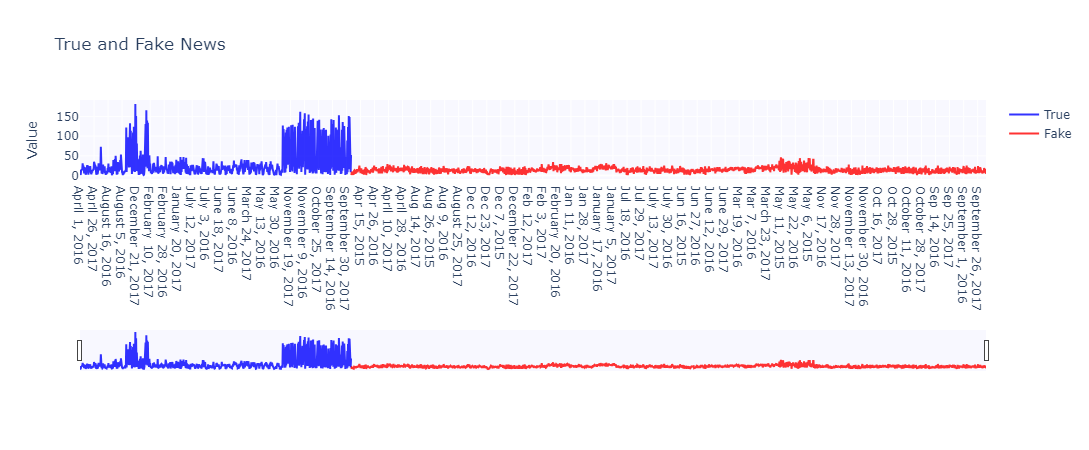 True and Fake News
Value
150
100
50
0
True
Fake
April 1, 2016
April 26, 2017
August 16, 2016
August 5, 2016
December 21, 2017
February 10, 2017
February 28, 2016
January 20, 2017
July 12, 2017
July 3, 2016
June 18, 2017
June 8, 2016
March 24, 2017
May 13, 2016
May 30, 2016
November 19, 2017
November 9, 2016
October 25, 2017
September 14, 2016
September 30, 2017
Apr 15, 2015
Apr 26, 2016
April 10, 2017
April 28, 2016
Aug 14, 2017
Aug 26, 2015
Aug 9, 2016
August 25, 2017
Dec 12, 2016
Dec 23, 2017
Dec 7, 2015
December 22, 2017
Feb 12, 2017
Feb 3, 2017
February 20, 2016
Jan 11, 2016
Jan 28, 2017
January 17, 2016
January 5, 2017
Jul 18, 2016
Jul 29, 2017
July 13, 2017
July 30, 2016
Jun 16, 2015
Jun 27, 2016
June 12, 2016
June 29, 2017
Mar 19, 2016
Mar 7, 2016
March 23, 2017
May 11, 2015
May 22, 2016
May 6, 2015
Nov 17, 2016
Nov 28, 2017
November 13, 2017
November 30, 2016
Oct 16, 2017
Oct 28, 2015
October 11, 2016
October 28, 2017
Sep 14, 2016
Sep 25, 2017
September 1, 2016
September 26, 2017